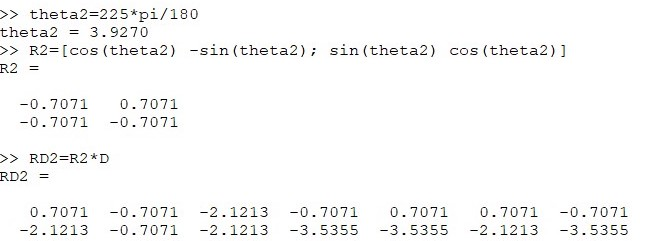 >> theta2=225*pi/180
theta2 = 3.9270
>> R2=[cos(theta2) -sin(theta2); sin(theta2) cos(theta2)]
R2 =
-0.7071 0.7071
-0.7071 -0.7071
>> RD2=R2*D
RD2 =
0.7071 -0.7071 -2.1213 -0.7071 0.7071 0.7071 -0.7071
-2.1213 -0.7071 -2.1213 -3.5355 -3.5355 -2.1213 -3.5355